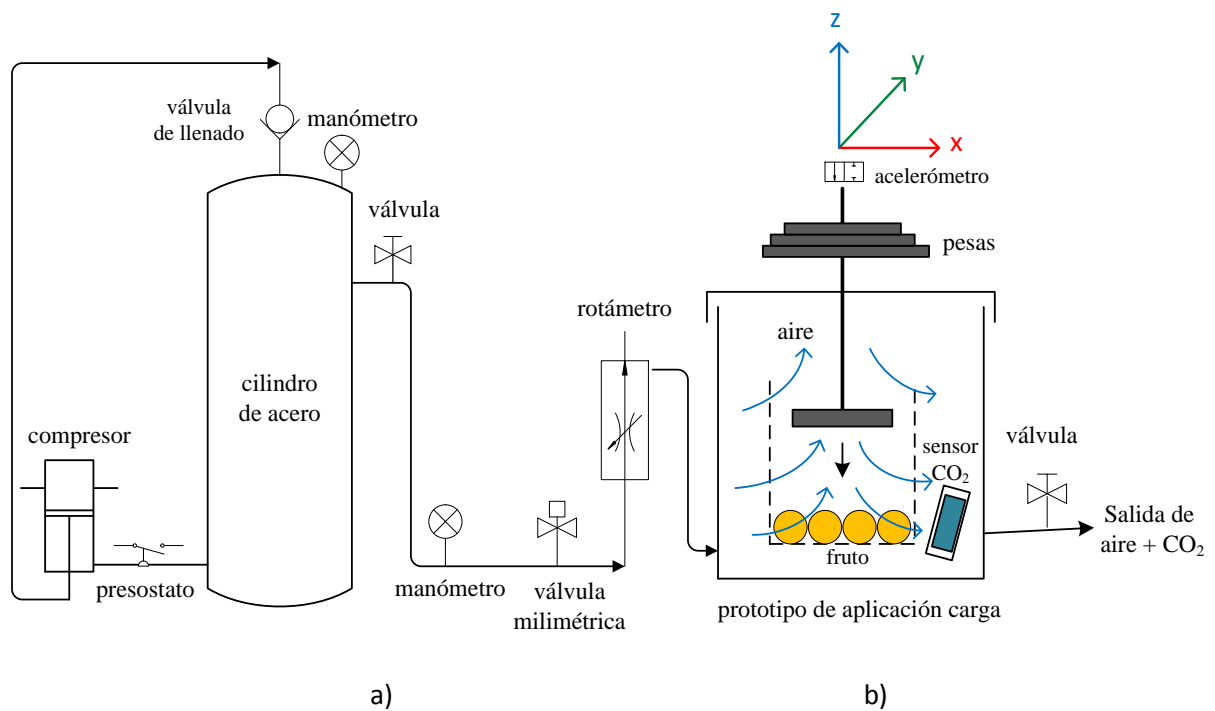 z
y
x
válvula
de llenado
manómetro
acelerómetro
válvula
pesas
rotámetro
aire
cilindro
de acero
compresor
sensor
CO₂
válvula
Salida de
aire + CO₂
fruto
presostato
manómetro
válvula
milimétrica
prototipo de aplicación carga
a)
b)